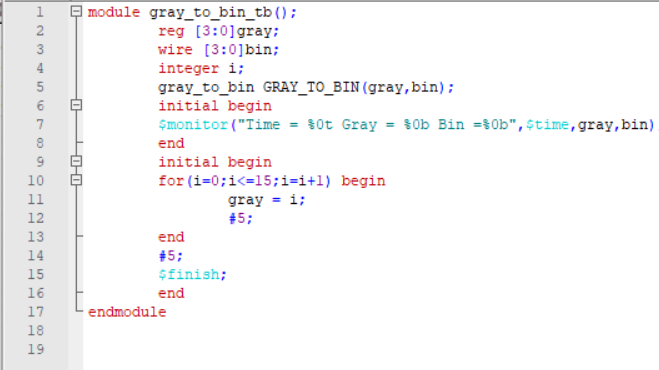 1 module gray_to_bin_tb();
2 reg [3:0]gray;
3 wire [3:0]bin;
4 integer i;
5 gray_to_bin GRAY_TO_BIN(gray,bin);
6 initial begin
7 $monitor("Time = %0t Gray = %0b Bin =%0b",$time,gray,bin)
8 end
9 initial begin
10 for(i=0;i<=15;i=i+1) begin
11 gray = i;
12 #5;
13 end
14 #5;
15 $finish;
16 end
17 endmodule
18
19